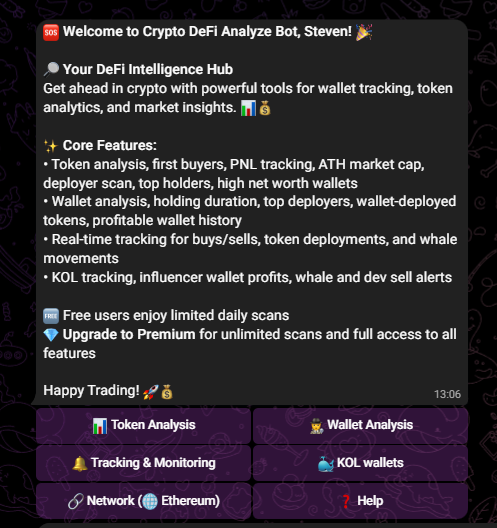 🆘 Welcome to Crypto DeFi Analyze Bot, Steven! 🎉
🔎 Your DeFi Intelligence Hub
Get ahead in crypto with powerful tools for wallet tracking, token
analytics, and market insights. 📊💰
✨ Core Features:
• Token analysis, first buyers, PNL tracking, ATH market cap,
deployer scan, top holders, high net worth wallets
• Wallet analysis, holding duration, top deployers, wallet-deployed
tokens, profitable wallet history
• Real-time tracking for buys/sells, token deployments, and whale
movements
• KOL tracking, influencer wallet profits, whale and dev sell alerts
🆓 Free users enjoy limited daily scans
💎 Upgrade to Premium for unlimited scans and full access to all
features
Happy Trading! 🚀💰
13:06
📊 Token Analysis
🕵️‍♂️ Wallet Analysis
🔔 Tracking & Monitoring
🐳 KOL wallets
🔗 Network (🌐 Ethereum)
❓ Help